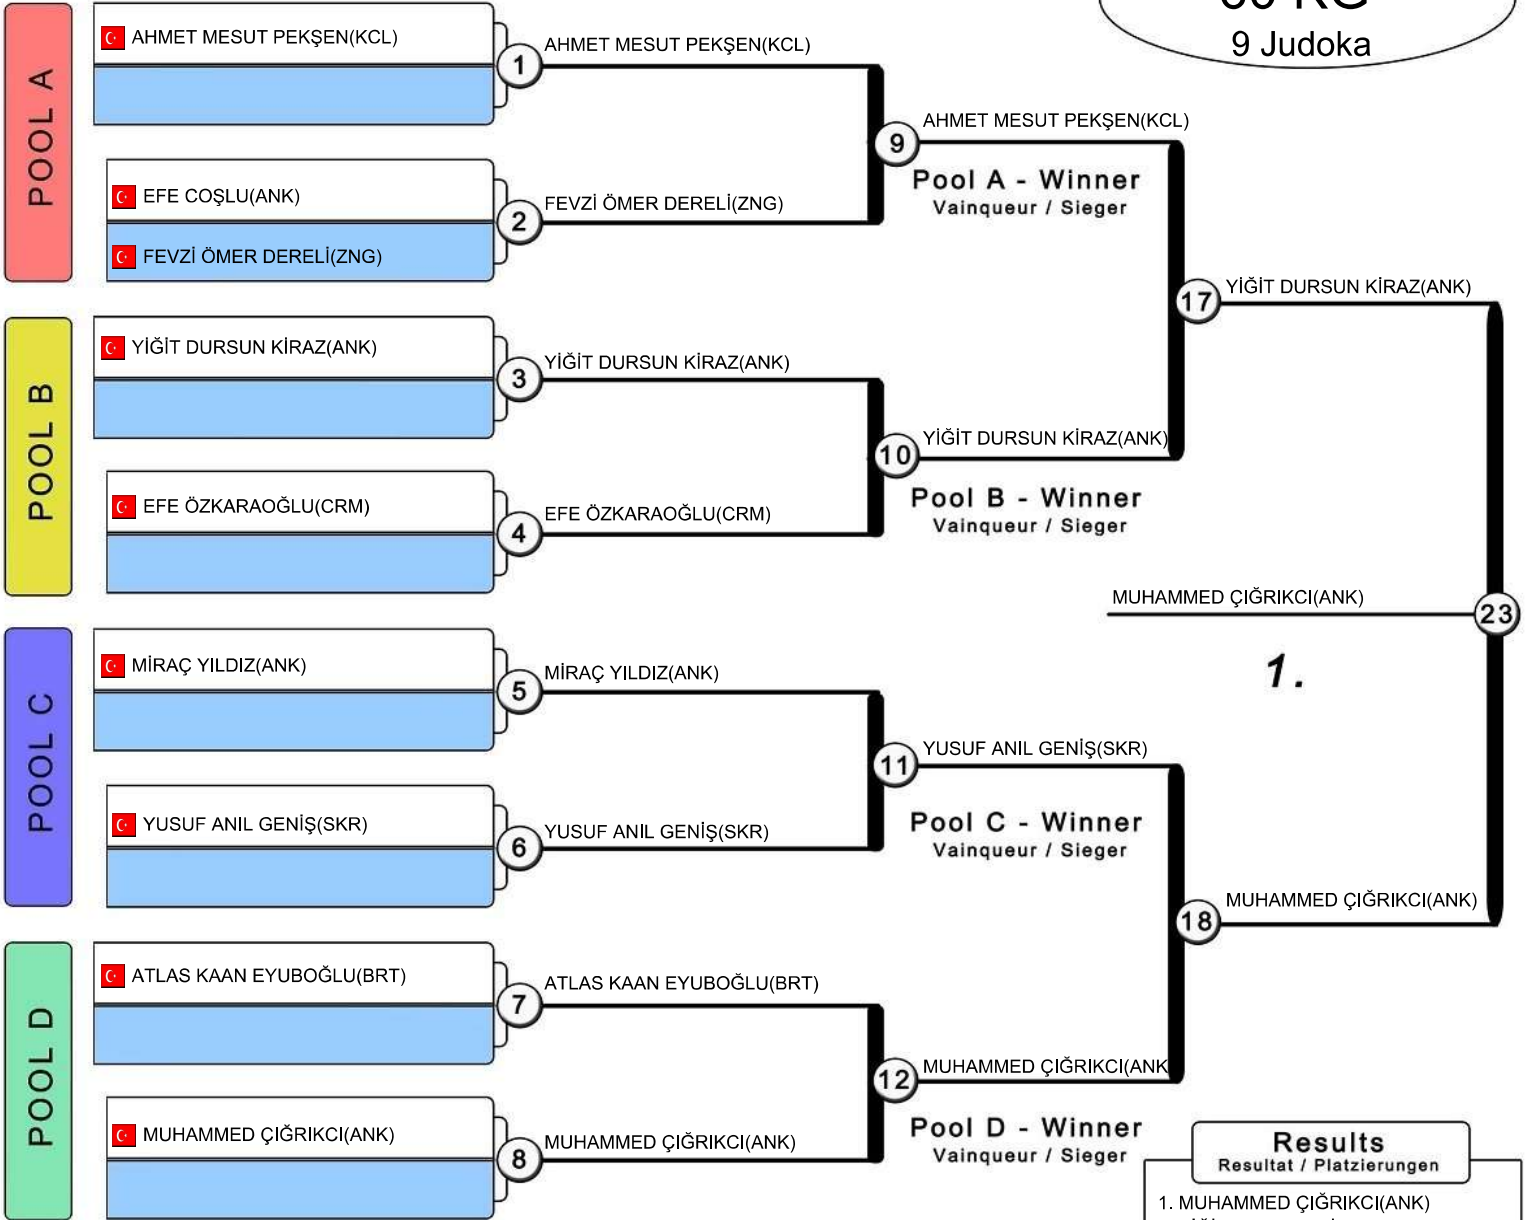 KG
9 Judoka
POOL A
AHMET MESUT PEKŞEN(KCL)
1
AHMET MESUT PEKŞEN(KCL)
EFE COŞLU(ANK)
FEVZİ ÖMER DERELİ(ZNG)
2
FEVZİ ÖMER DERELİ(ZNG)
9
AHMET MESUT PEKŞEN(KCL)
Pool A - Winner
Vainqueur / Sieger
POOL B
YİĞİT DURSUN KİRAZ(ANK)
3
YİĞİT DURSUN KİRAZ(ANK)
EFE ÖZKARAOĞLU(CRM)
4
EFE ÖZKARAOĞLU(CRM)
10
YİĞİT DURSUN KİRAZ(ANK)
Pool B - Winner
Vainqueur / Sieger
17
YİĞİT DURSUN KİRAZ(ANK)
POOL C
MİRAÇ YILDIZ(ANK)
5
MİRAÇ YILDIZ(ANK)
YUSUF ANIL GENİŞ(SKR)
6
YUSUF ANIL GENİŞ(SKR)
11
YUSUF ANIL GENİŞ(SKR)
Pool C - Winner
Vainqueur / Sieger
POOL D
ATLAS KAAN EYUBOĞLU(BRT)
7
ATLAS KAAN EYUBOĞLU(BRT)
MUHAMMED ÇIĞRIKCI(ANK)
8
MUHAMMED ÇIĞRIKCI(ANK)
12
MUHAMMED ÇIĞRIKCI(ANK
Pool D - Winner
Vainqueur / Sieger
18
MUHAMMED ÇIĞRIKCI(ANK)
MUHAMMED ÇIĞRIKCI(ANK)
23
1.
Results
Resultat / Platzierungen
1. MUHAMMED ÇIĞRIKCI(ANK)